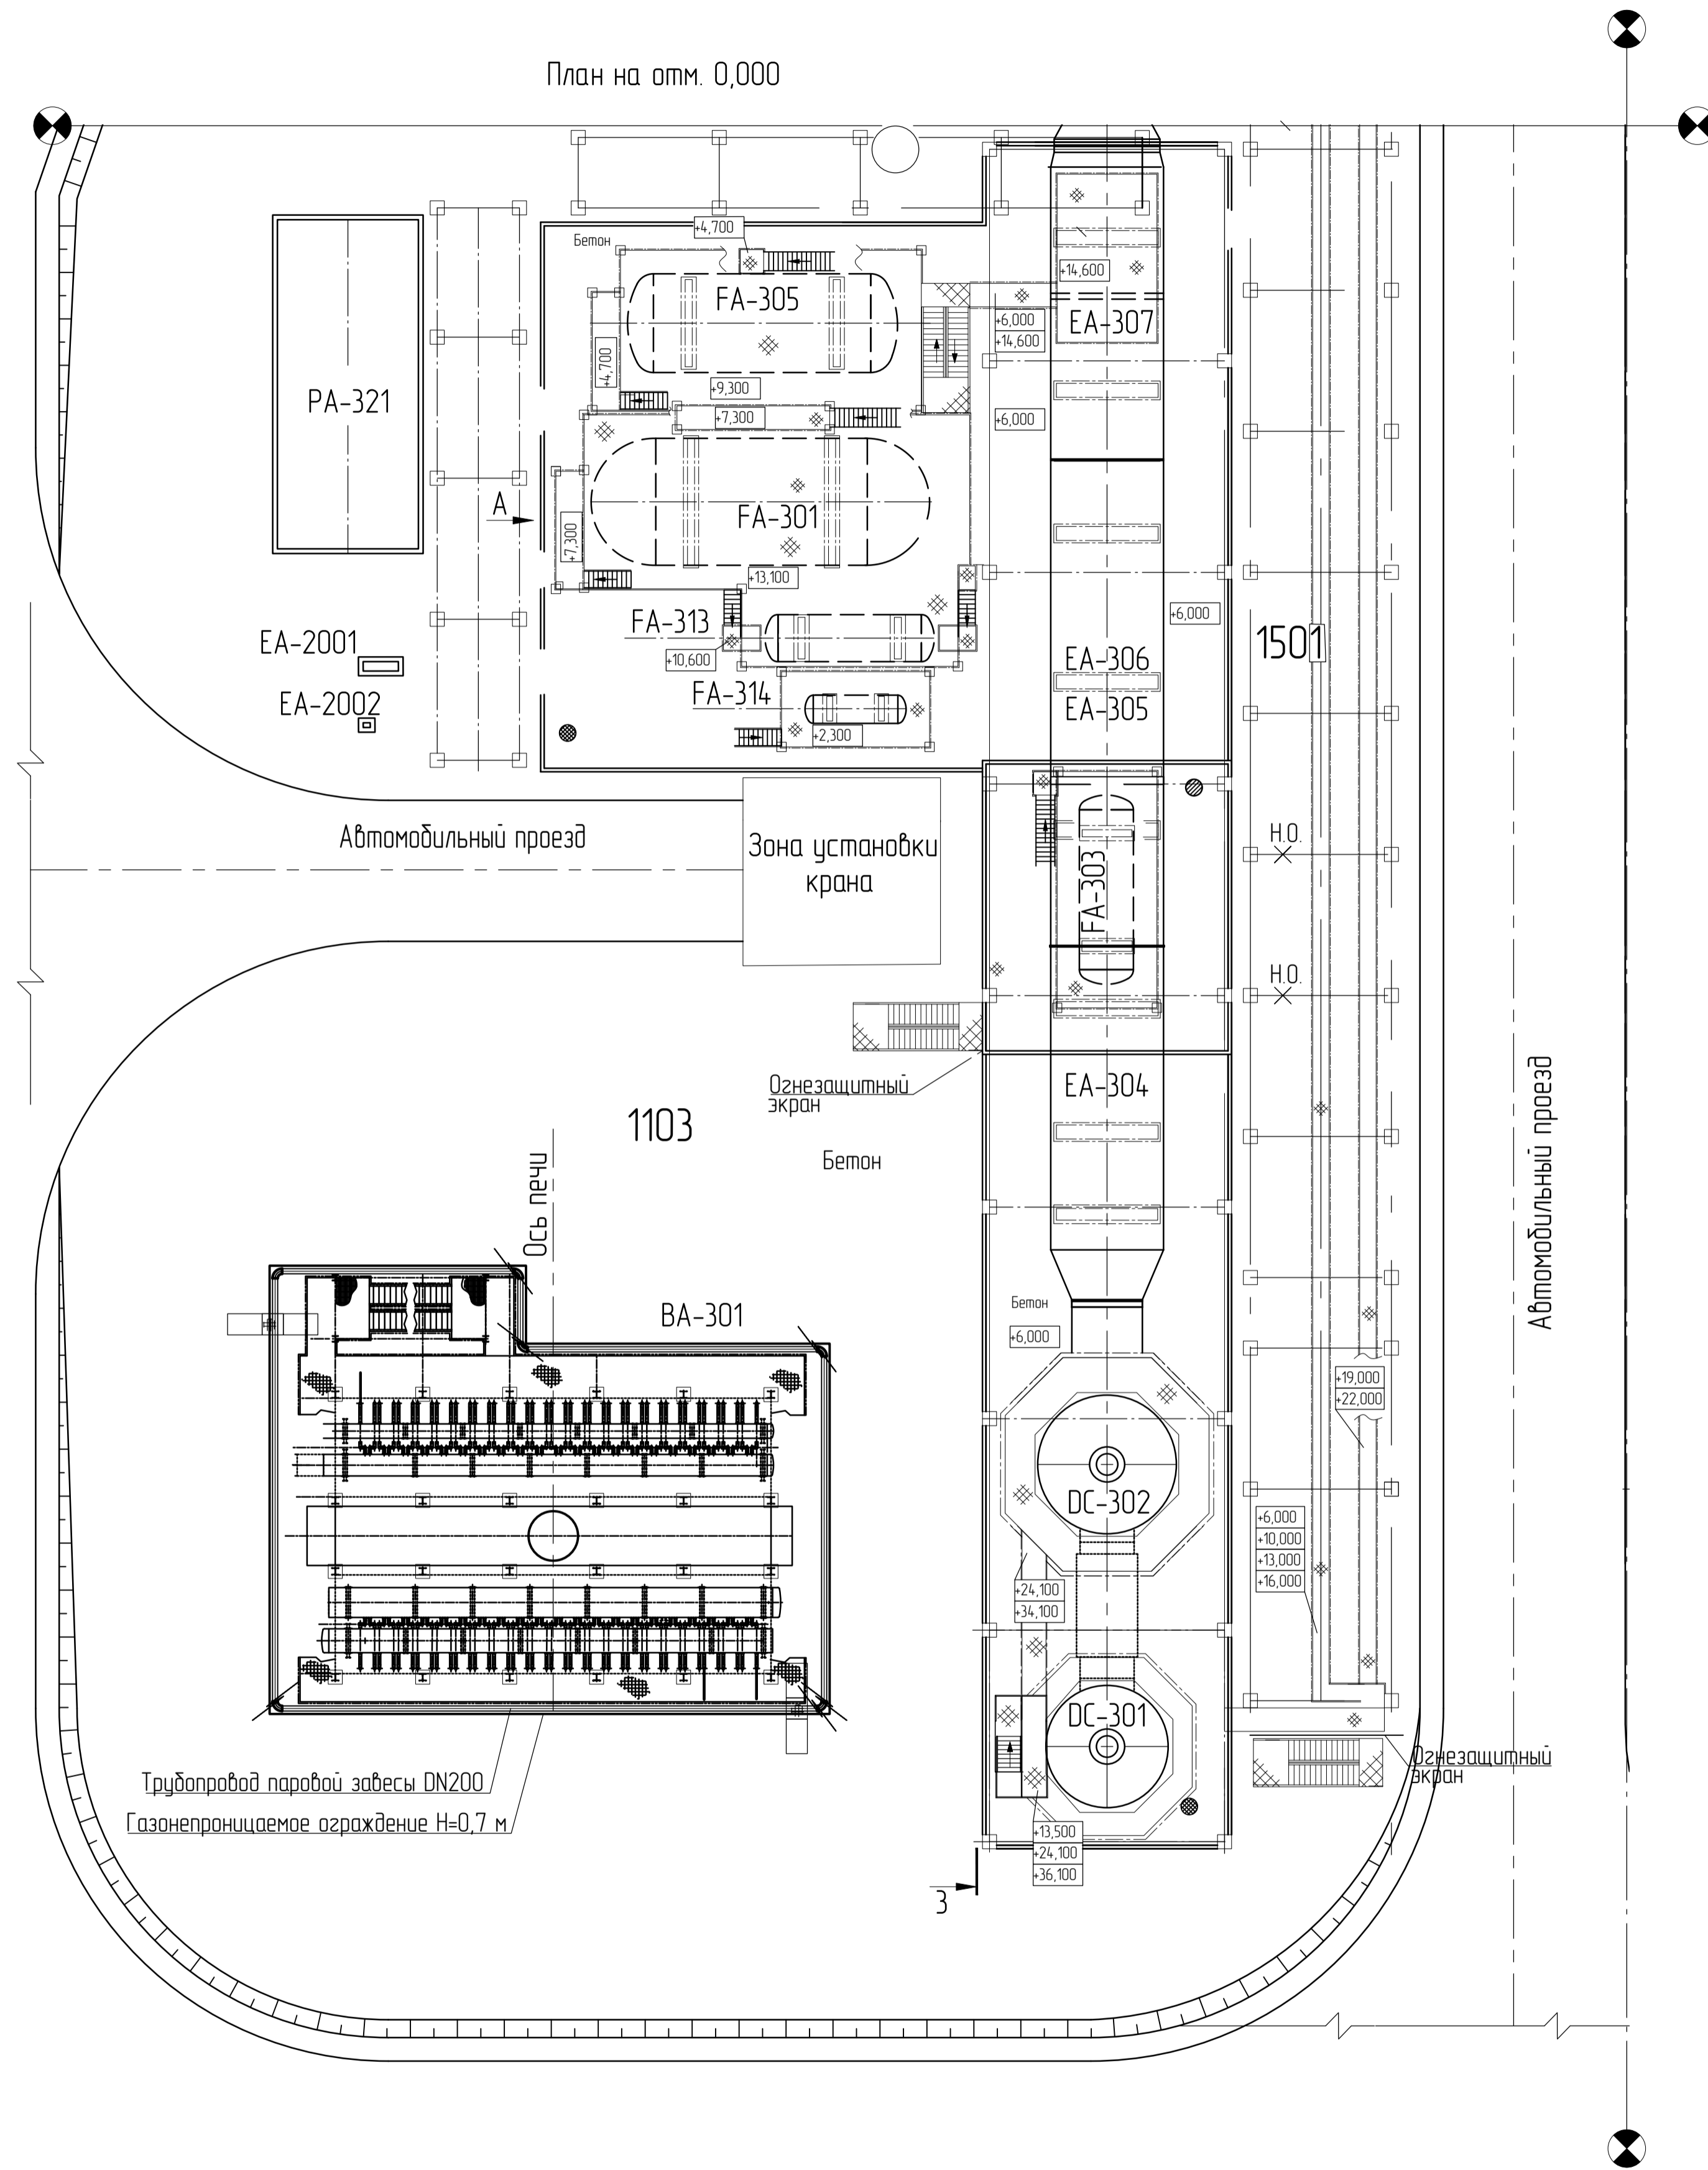 План на отм. 0,000
Бетон
+4,700
FA-305
+14,600
+6,000
+14,600
EA-307
+4,700
+9,300
PA-321
+7,300
+6,000
А
FA-301
+7,300
+13,100
FA-313
+6,000
1501
EA-2001
+10,600
EA-306
FA-314
EA-2002
EA-305
+2,300
Автомобильный проезд
Зона установки
крана
Н.О.
FA-303
Н.О.
Огнезащитный
экран
EA-304
1103
Бетон
Ось печи
Автомобильный проезд
BA-301
Бетон
+6,000
+19,000
+22,000
DC-302
+6,000
+10,000
+13,000
+16,000
+24,100
+34,100
DC-301
Огнезащитный
экран
Трубопровод паровой завесы DN200
Газонепроницаемое ограждение Н=0,7 м
+13,500
+24,100
+36,100
З